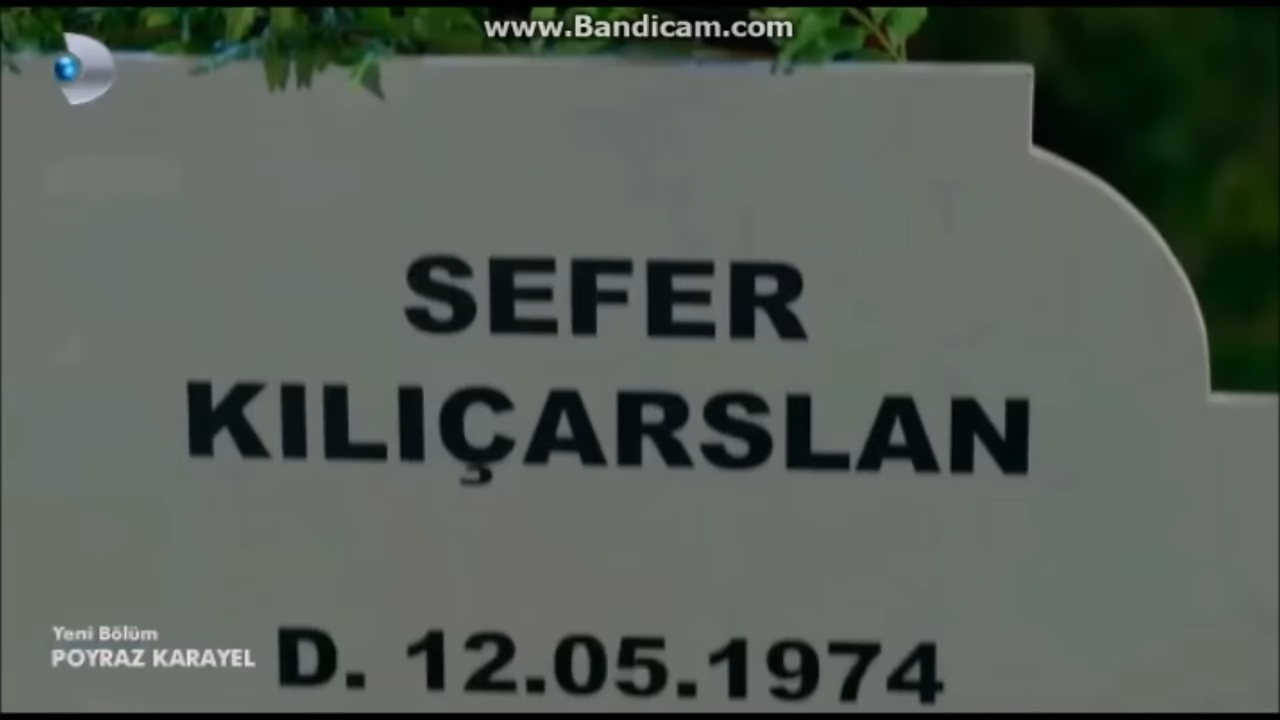 www.Bandicam.com
SEFER
KILIÇARSLAN
Yeni Bölüm
POYRAZ KARAYEL
D. 12.05.1974